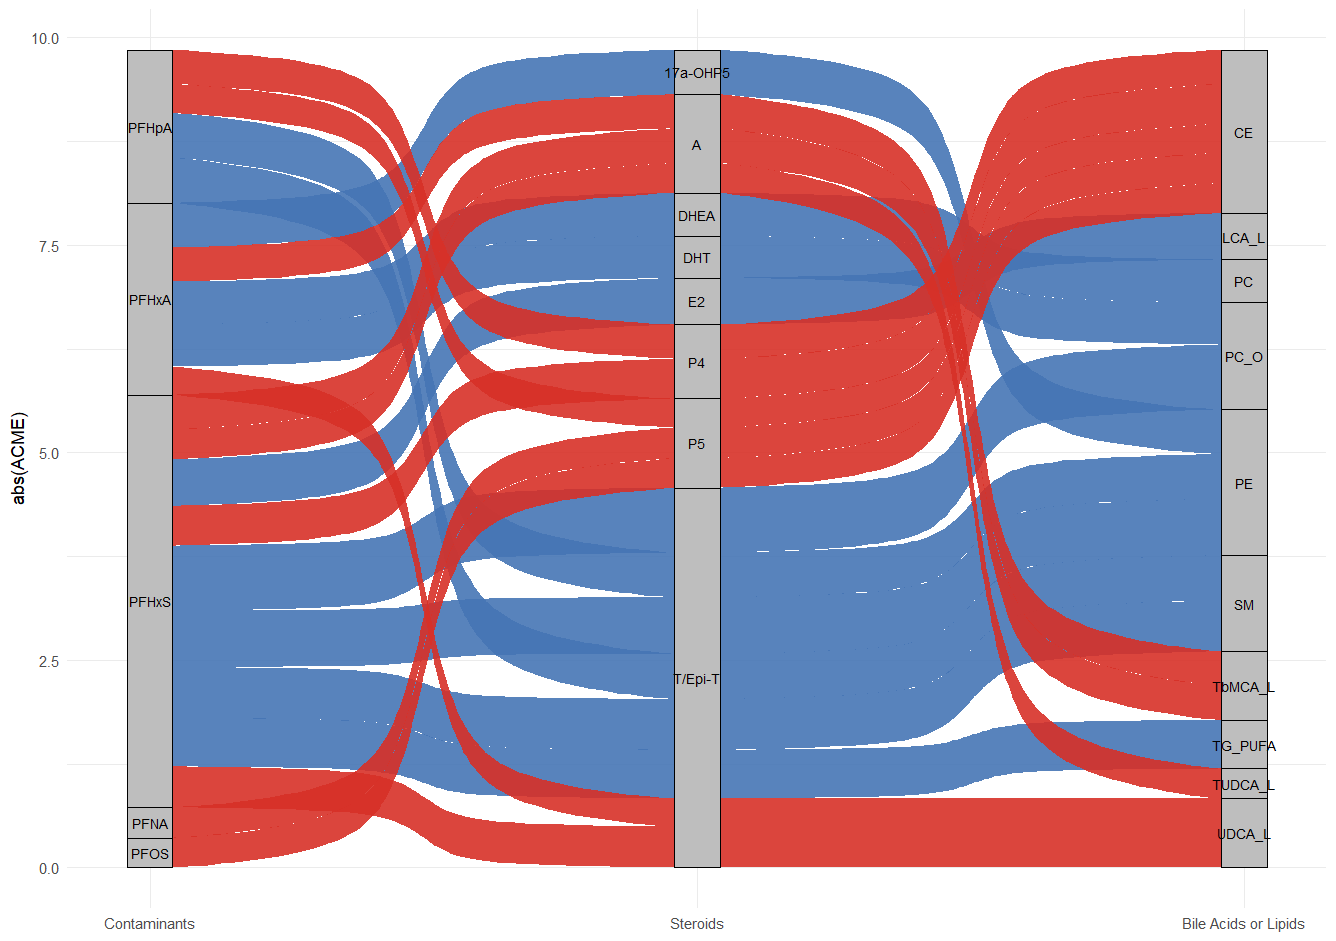 10.0
7.5
5.0
2.5
0.0
abs(ACME)
PFHpA
PFHxA
PFHxS
PFNA
PFOS
17a-OHP5
A
DHEA
DHT
E2
P4
P5
T/Epi-T
CE
LCA_L
PC
PC_O
PE
SM
TbMCA_L
TG_PUFA
TUDCA_L
UDCA_L
Contaminants
Steroids
Bile Acids or Lipids